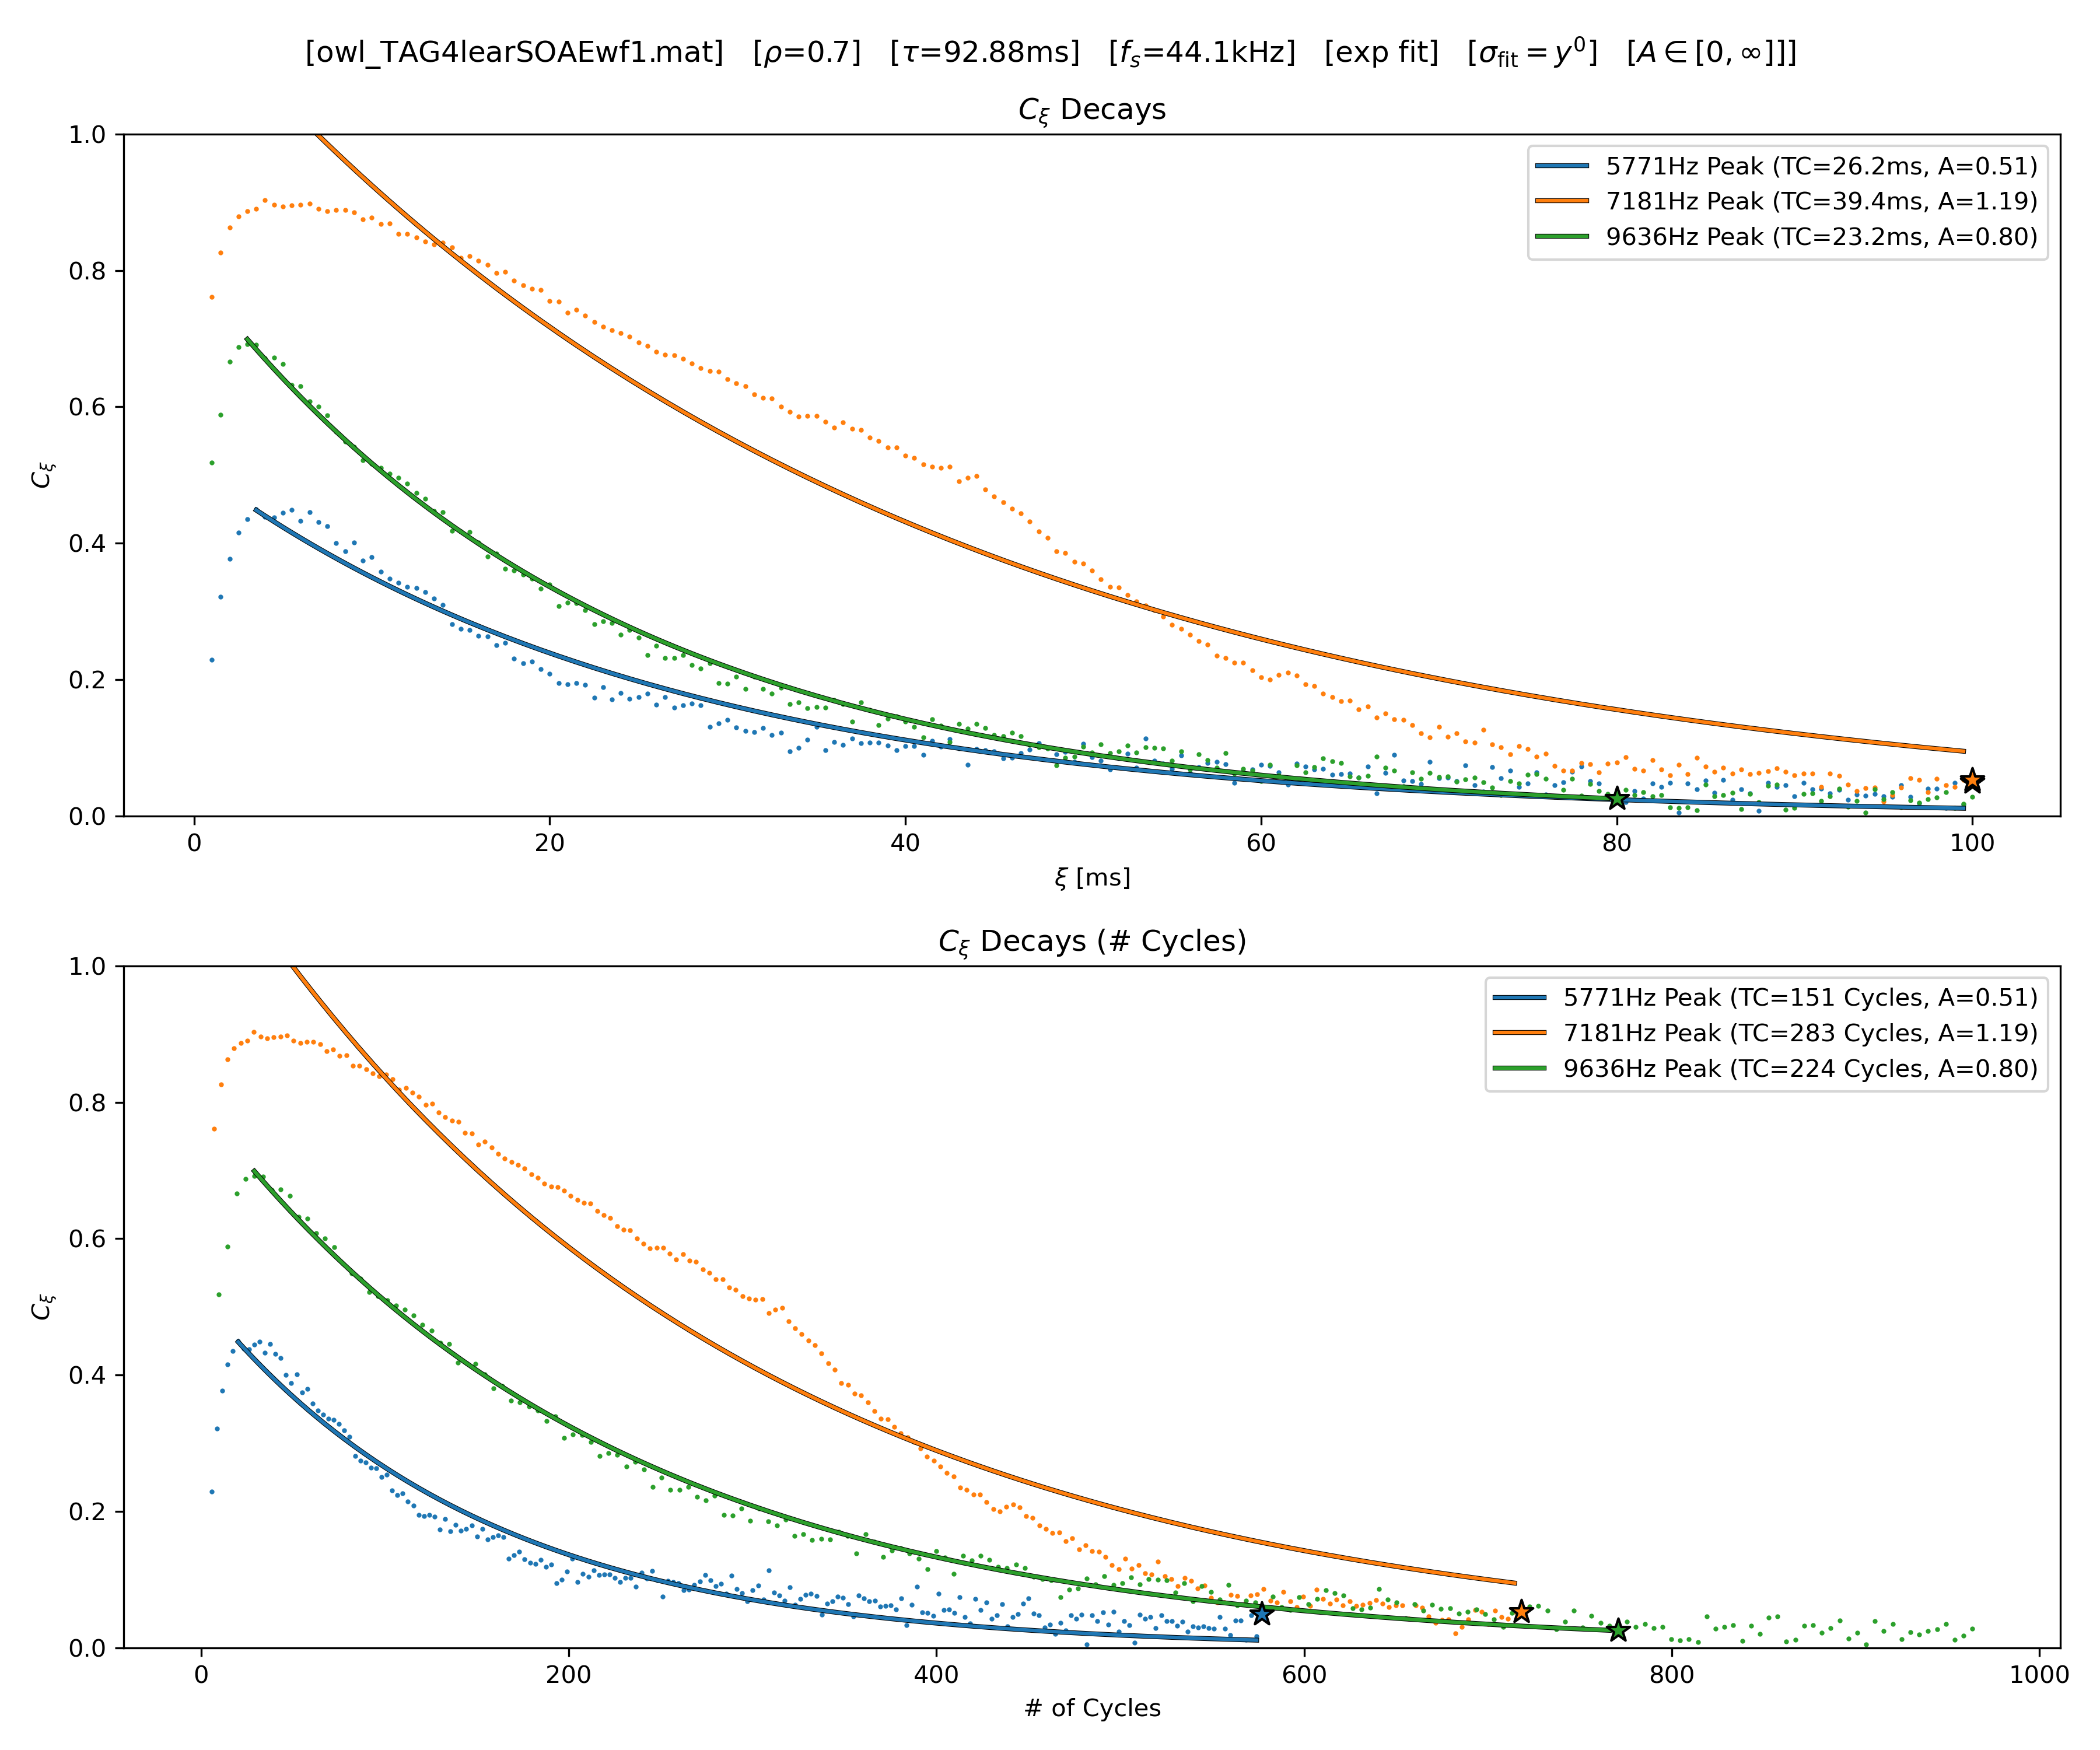 [owl_TAG4learSOAEwf1.mat] [ρ=0.7] [τ=92.88ms] [fₛ=44.1kHz] [exp fit] [σ_fit = y⁰] [A ∈ [0, ∞]]]
C_ξ Decays
1.0
0.8
0.6
0.4
0.2
0.0
C_ξ
5771Hz Peak (TC=26.2ms, A=0.51)
7181Hz Peak (TC=39.4ms, A=1.19)
9636Hz Peak (TC=23.2ms, A=0.80)
0 20 40 60 80 100
ξ [ms]
C_ξ Decays (# Cycles)
1.0
0.8
0.6
0.4
0.2
0.0
C_ξ
5771Hz Peak (TC=151 Cycles, A=0.51)
7181Hz Peak (TC=283 Cycles, A=1.19)
9636Hz Peak (TC=224 Cycles, A=0.80)
0 200 400 600 800 1000
# of Cycles